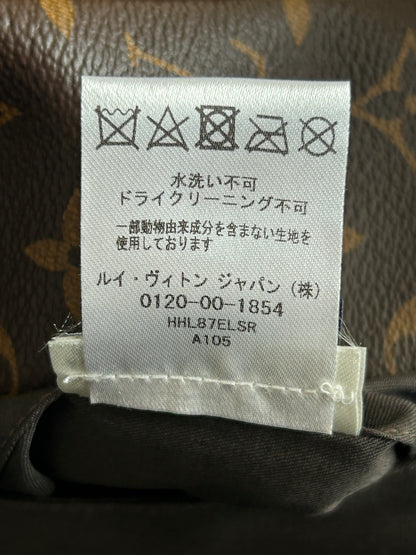 水洗い不可
ドライクリーニング不可
一部動物由来成分を含まない生地を
使用しております
ルイ・ヴィトン ジャパン (株)
0120-00-1854
HHL87ELSR
A105